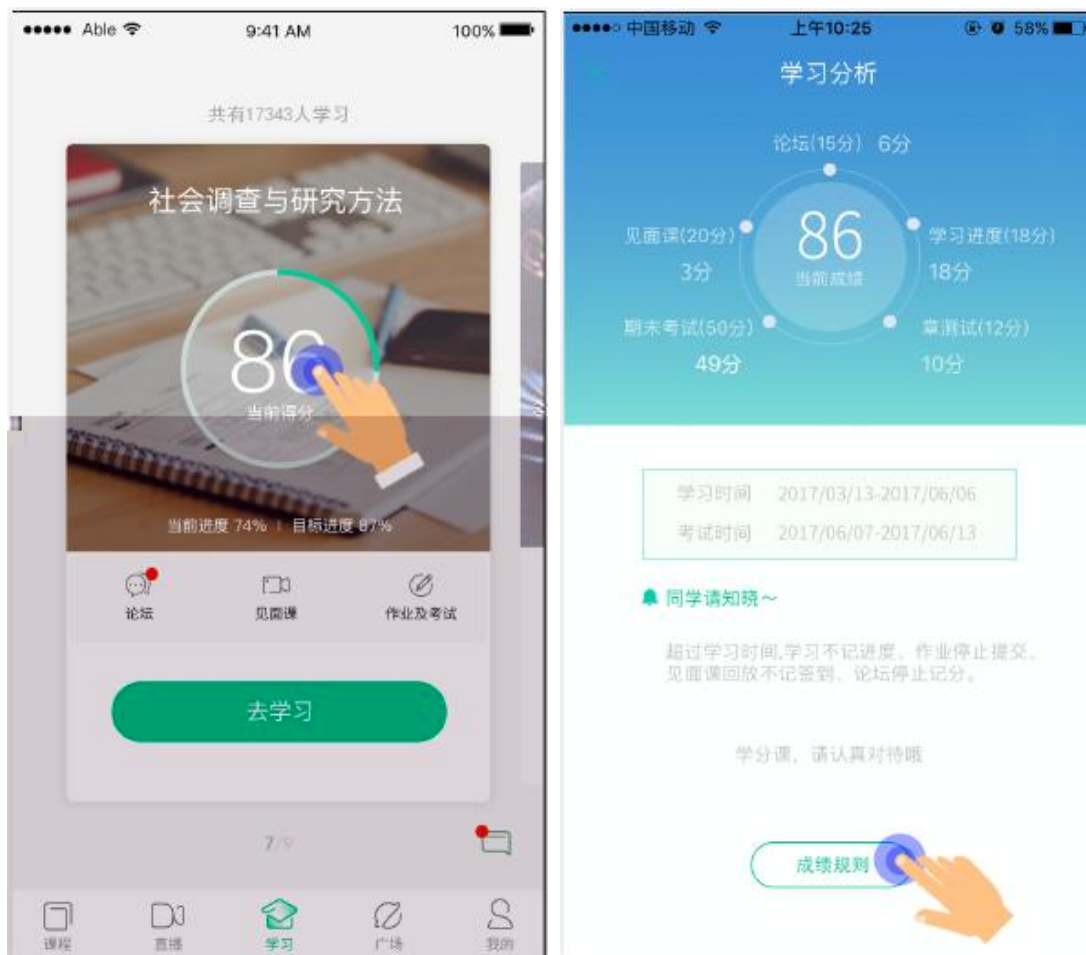 Able
9:41 AM
100%
共有17343人学习
社会调查与研究方法
86
当前得分
当前进度 74%
目标进度 87%
论坛
见面课
作业及考试
去学习
7/9
课程
直播
学习
广场
我的
中国移动
上午10:25
58%
学习分析
论坛(15分) 6分
见面课(20分)
3分
86
当前成绩
学习进度(18分)
18分
期末考试(50分)
49分
章测试(12分)
10分
学习时间 2017/03/13-2017/06/06
考试时间 2017/06/07-2017/06/13
同学请知晓~
超过学习时间,学习不记进度、作业停止提交、
见面课回放不记签到、论坛停止记分。
学分课，请认真对待哦
成绩规则